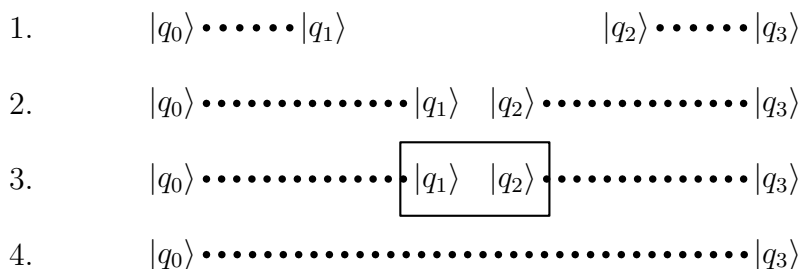 1. |q₀⟩ |q₁⟩ |q₂⟩ |q₃⟩
2. |q₀⟩ |q₁⟩ |q₂⟩ |q₃⟩
3. |q₀⟩ |q₁⟩ |q₂⟩ |q₃⟩
4. |q₀⟩ |q₃⟩